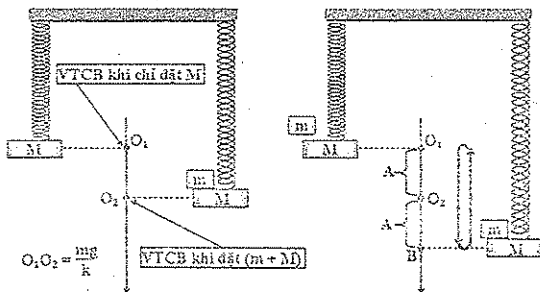 VTCB khi chỉ đặt M
O₁
M
m
M
O₂
O₁O₂ = mg/k
VTCB khi đặt (m + M)
m
M
O₁
A
O₂
A
B
m
M